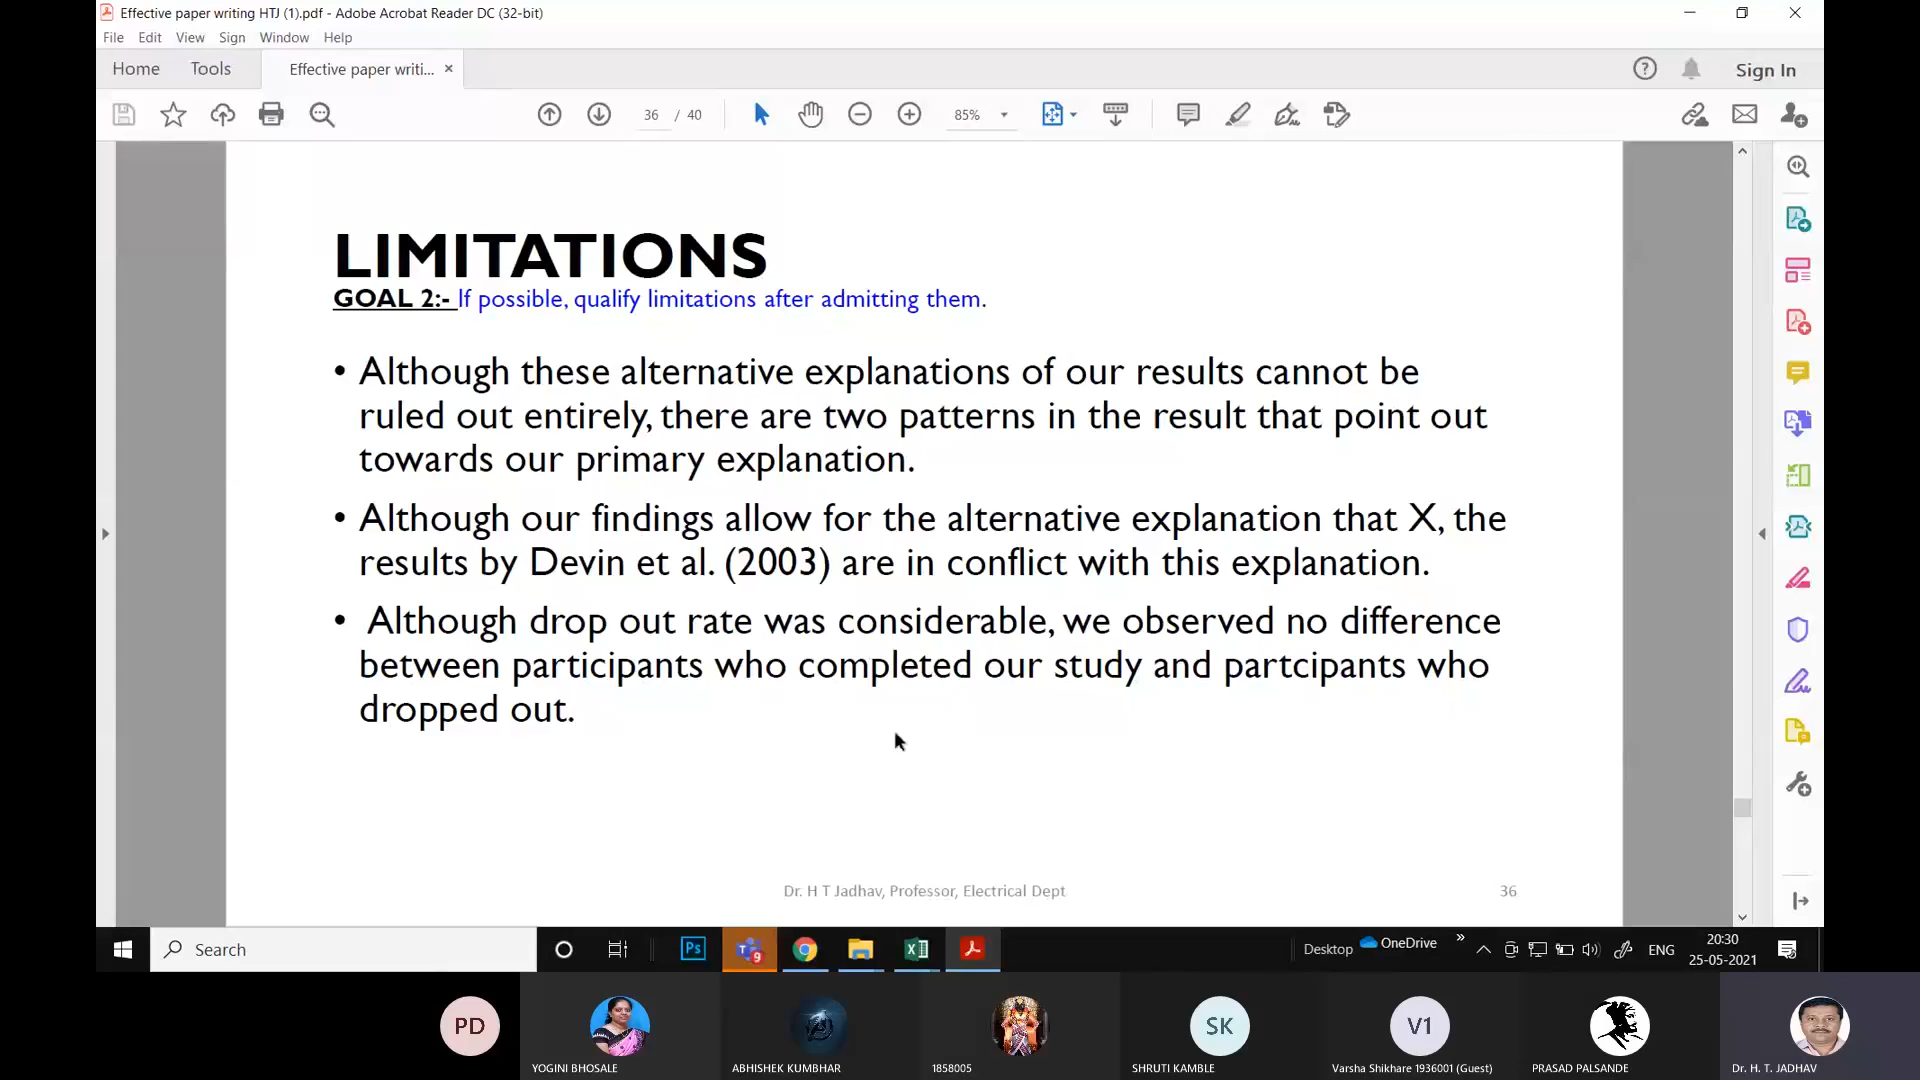 Effective paper writing HTJ (1).pdf - Adobe Acrobat Reader DC (32-bit)
File Edit View Sign Window Help
Home Tools Effective paper writi... × Sign In
36 / 40 85%
LIMITATIONS
GOAL 2:- If possible, qualify limitations after admitting them.
• Although these alternative explanations of our results cannot be
ruled out entirely, there are two patterns in the result that point out
towards our primary explanation.
• Although our findings allow for the alternative explanation that X, the
results by Devin et al. (2003) are in conflict with this explanation.
• Although drop out rate was considerable, we observed no difference
between participants who completed our study and partcipants who
dropped out.
Dr. H T Jadhav, Professor, Electrical Dept 36
Search Ps T 9 Desktop OneDrive » ENG 20:30
25-05-2021
PD SK V1
YOGINI BHOSALE ABHISHEK KUMBHAR 1858005 SHRUTI KAMBLE Varsha Shikhare 1936001 (Guest) PRASAD PALSANDE Dr. H. T. JADHAV